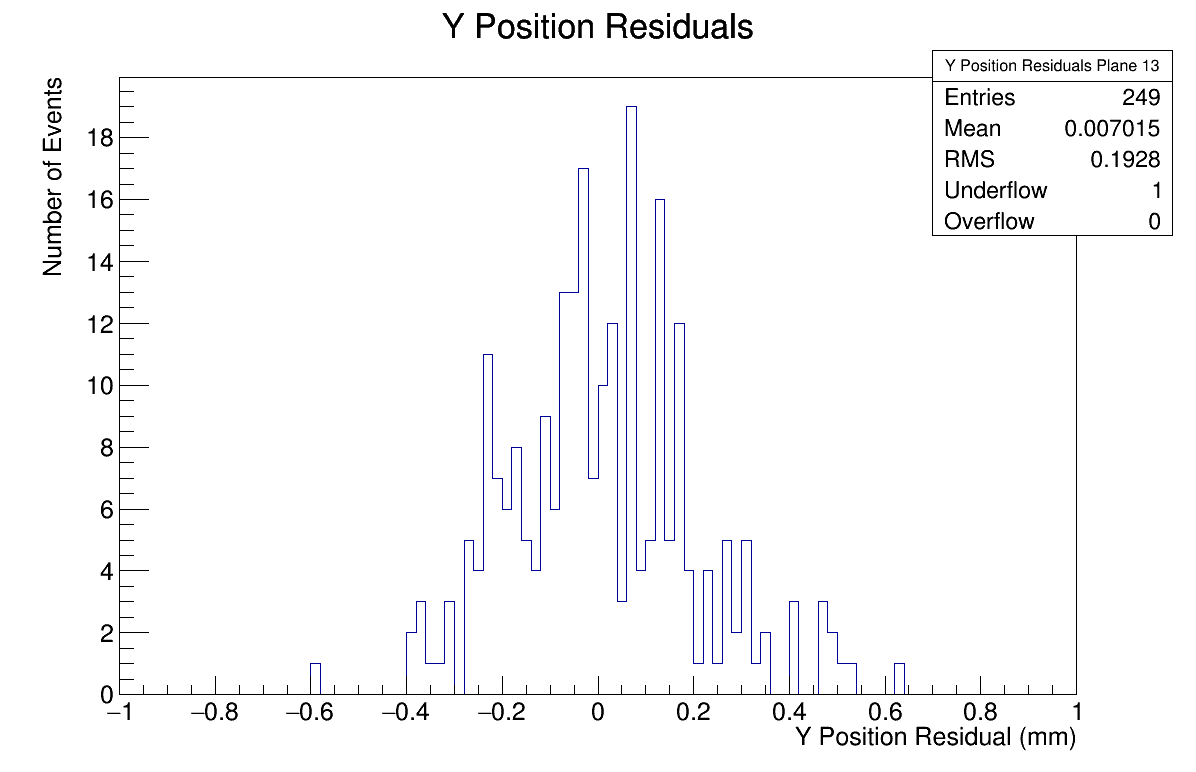 Y Position Residuals
Y Position Residuals Plane 13
Entries 249
Mean 0.007015
RMS 0.1928
Underflow 1
Overflow 0
Number of Events
18
16
14
12
10
8
6
4
2
0
−1 −0.8 −0.6 −0.4 −0.2 0 0.2 0.4 0.6 0.8 1
Y Position Residual (mm)